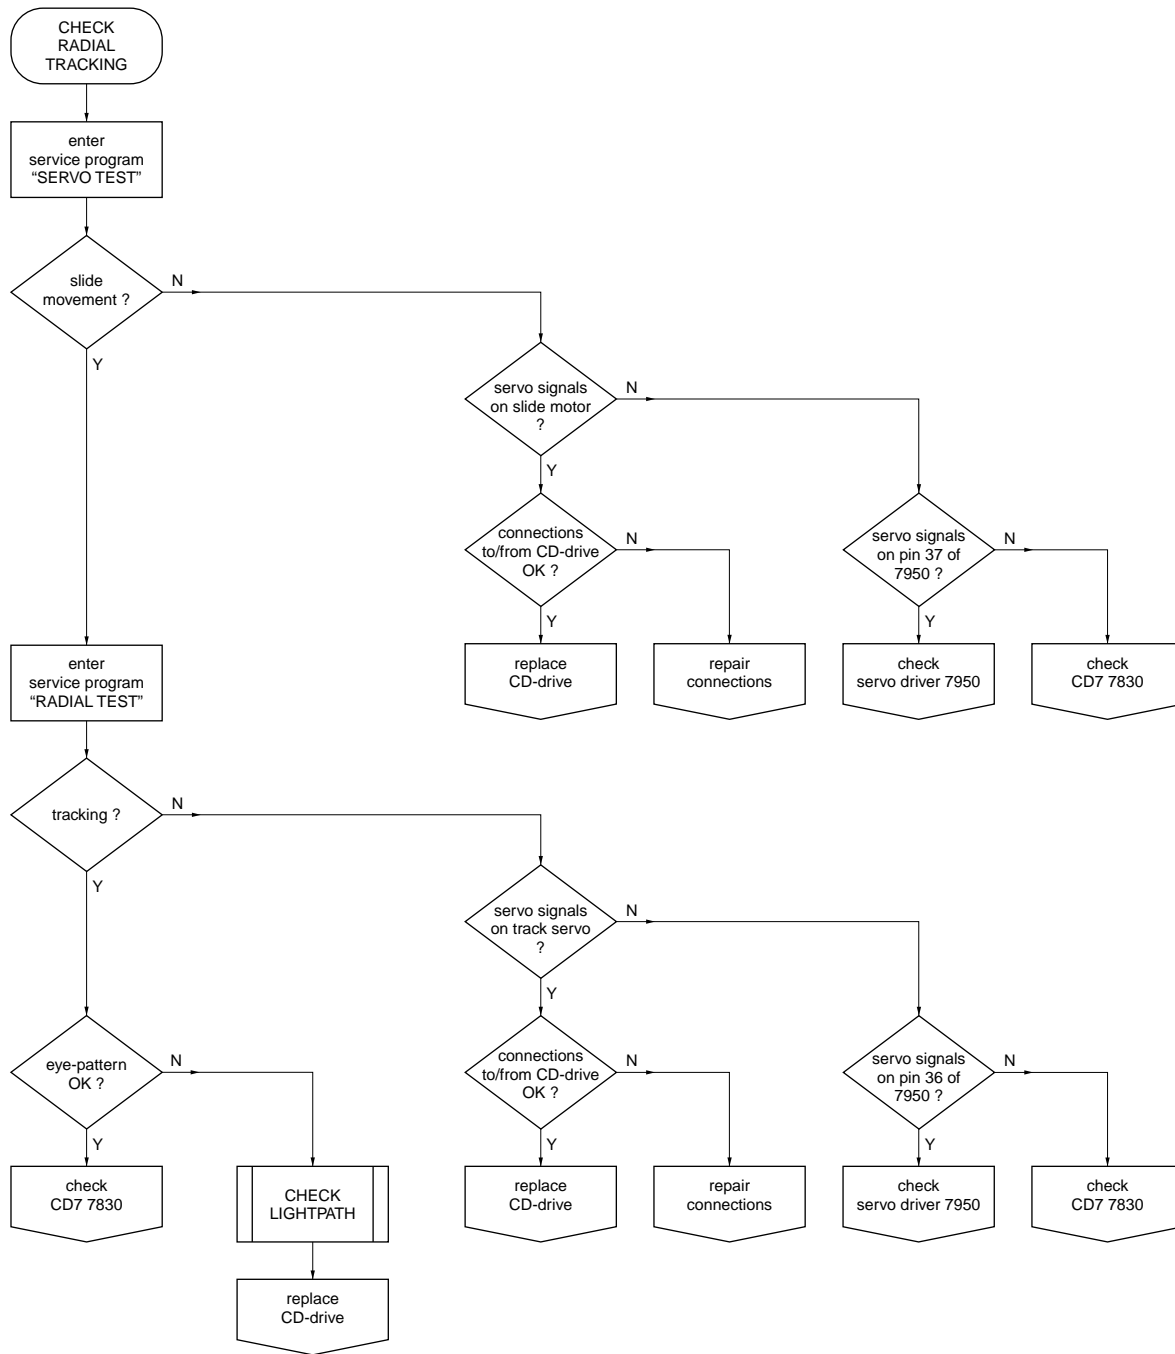 CHECK
RADIAL
TRACKING
enter
service program
“SERVO TEST”
slide
movement ?
N
Y
servo signals
on slide motor
?
N
Y
connections
to/from CD-drive
OK ?
N
Y
servo signals
on pin 37 of
7950 ?
N
Y
replace
CD-drive
repair
connections
check
servo driver 7950
check
CD7 7830
enter
service program
“RADIAL TEST”
tracking ?
N
Y
servo signals
on track servo
?
N
Y
eye-pattern
OK ?
N
Y
connections
to/from CD-drive
OK ?
N
Y
servo signals
on pin 36 of
7950 ?
N
Y
check
CD7 7830
CHECK
LIGHTPATH
replace
CD-drive
repair
connections
check
servo driver 7950
check
CD7 7830
replace
CD-drive